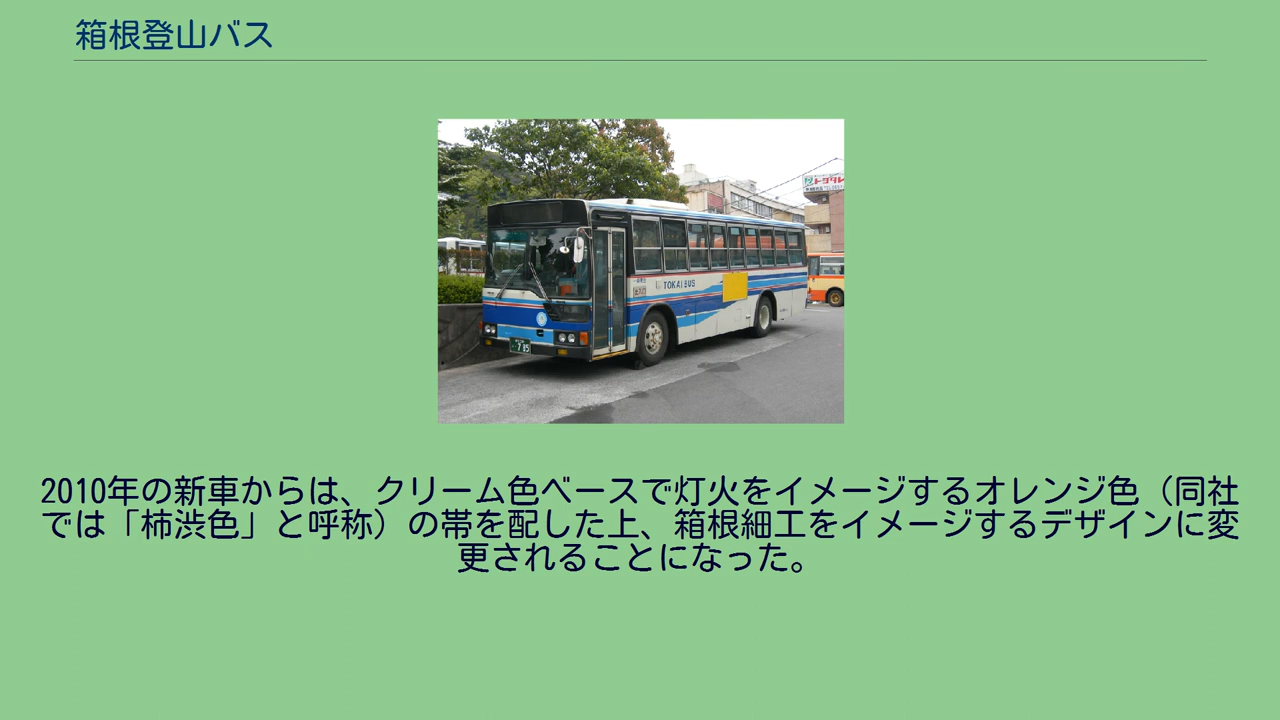 箱根登山バス
TOKAI BUS
785
2010年の新車からは、クリーム色ベースで灯火をイメージするオレンジ色（同社
では「柿渋色」と呼称）の帯を配した上、箱根細工をイメージするデザインに変
更されることになった。